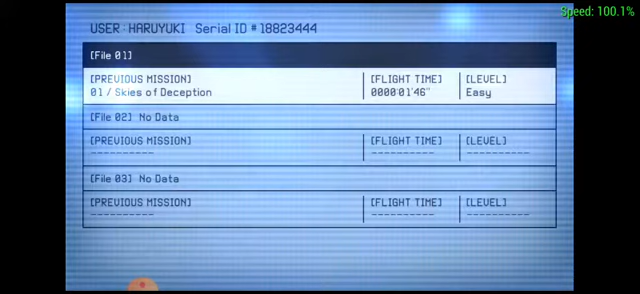 Speed: 100.1%
USER : HARUYUKI Serial ID # 18823444
[File 01]
[PREVIOUS MISSION] [FLIGHT TIME] [LEVEL]
01 / Skies of Deception 0000'01'46" Easy
[File 02] No Data
[PREVIOUS MISSION] [FLIGHT TIME] [LEVEL]
---------- ---------- ----------
[File 03] No Data
[PREVIOUS MISSION] [FLIGHT TIME] [LEVEL]
---------- ---------- ----------